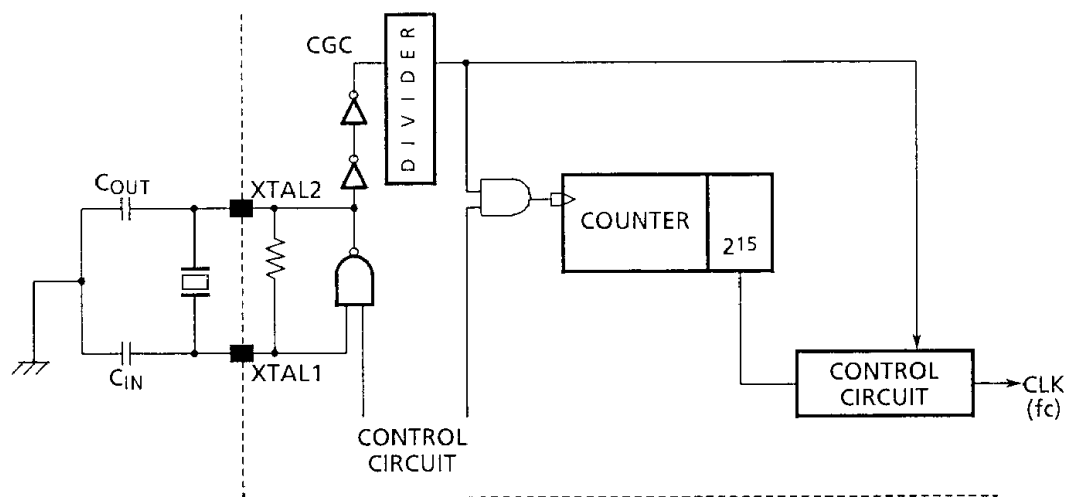 CGC
DIVIDER
COUT
XTAL2
COUNTER
2¹⁵
CIN
XTAL1
CONTROL
CIRCUIT
CLK
(fc)
CONTROL
CIRCUIT